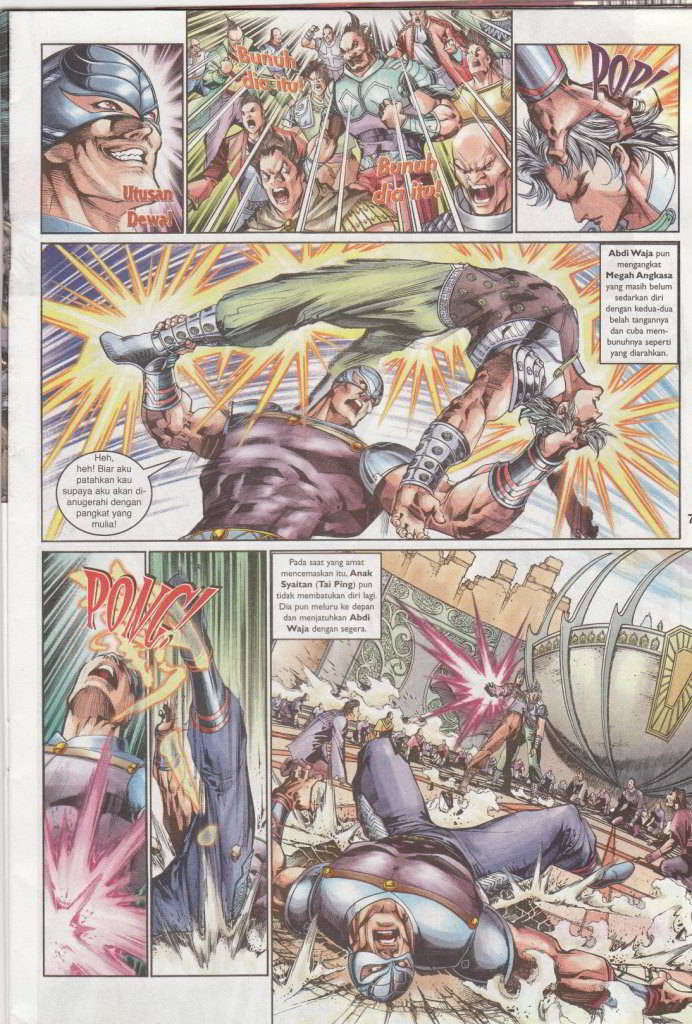 Utusan
Dewa!
Bunuh
dia itu!
Bunuh
dia itu!
POP!
Abdi Waja pun
mengangkat
Megah Angkasa
yang masih belum
sedarkan diri
dengan kedua-dua
belah tangannya
dan cuba mem-
bunuhnya seperti
yang diarahkan.
Heh,
heh! Biar aku
patahkan kau
supaya aku akan di-
anugerahi dengan
pangkat yang
mulia!
7
PONG!
Pada saat yang amat
mencemaskan itu, Anak
Syaitan (Tai Ping) pun
tidak membatukan diri lagi.
Dia pun meluru ke depan
dan menjatuhkan Abdi
Waja dengan segera.